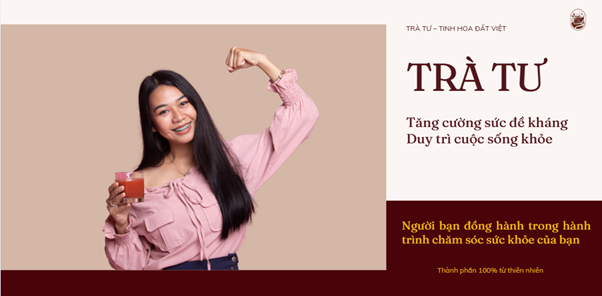 TRÀ TƯ – TINH HOA ĐẤT VIỆT
TRÀ TƯ
Tăng cường sức đề kháng
Duy trì cuộc sống khỏe
Người bạn đồng hành trong hành
trình chăm sóc sức khỏe của bạn
Thành phần 100% từ thiên nhiên